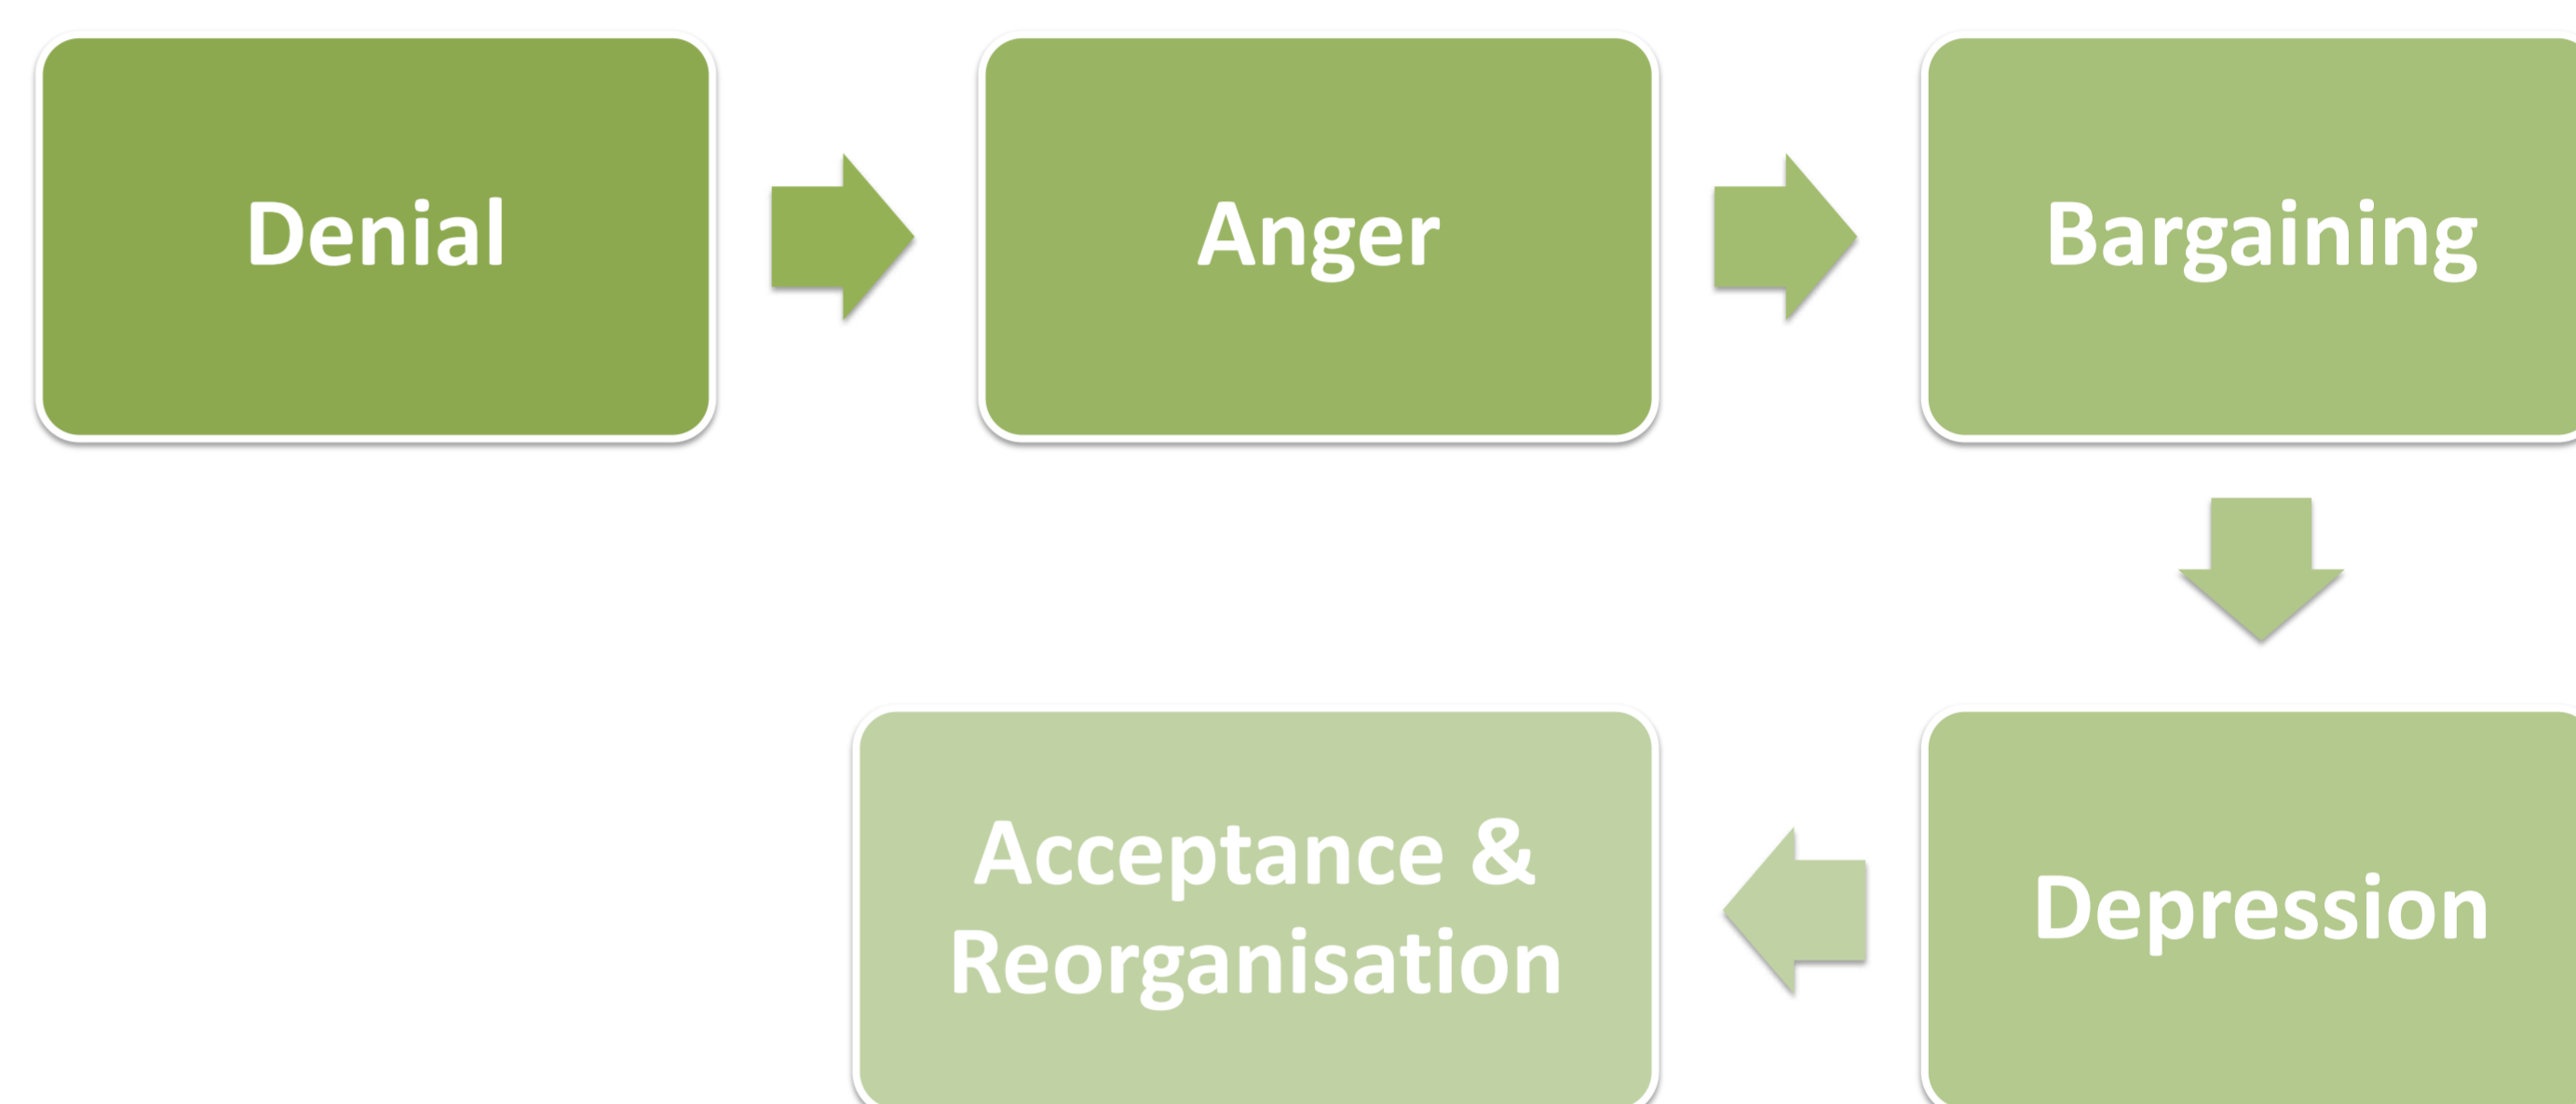 Denial
Anger
Bargaining
Depression
Acceptance &
Reorganisation